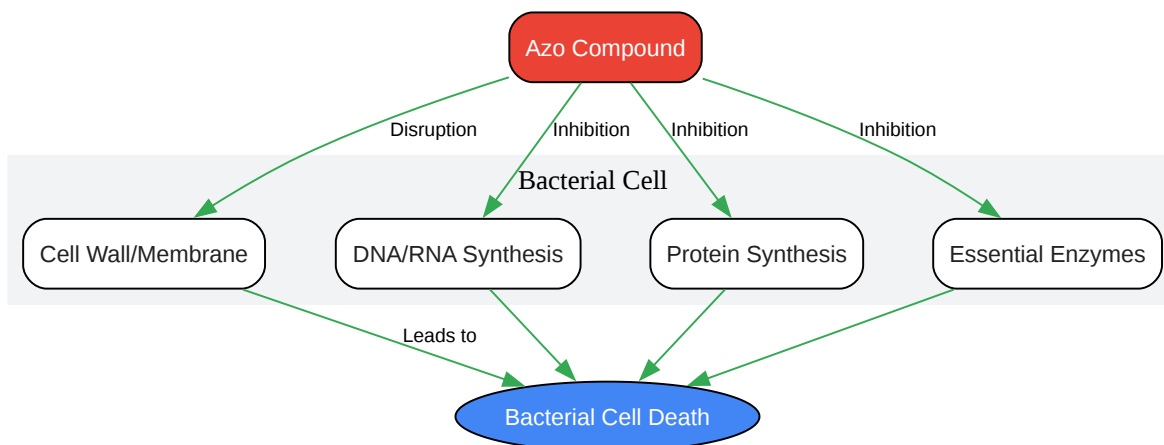 Azo Compound
Disruption
Inhibition
Inhibition
Inhibition
Bacterial Cell
Cell Wall/Membrane
DNA/RNA Synthesis
Protein Synthesis
Essential Enzymes
Leads to
Bacterial Cell Death